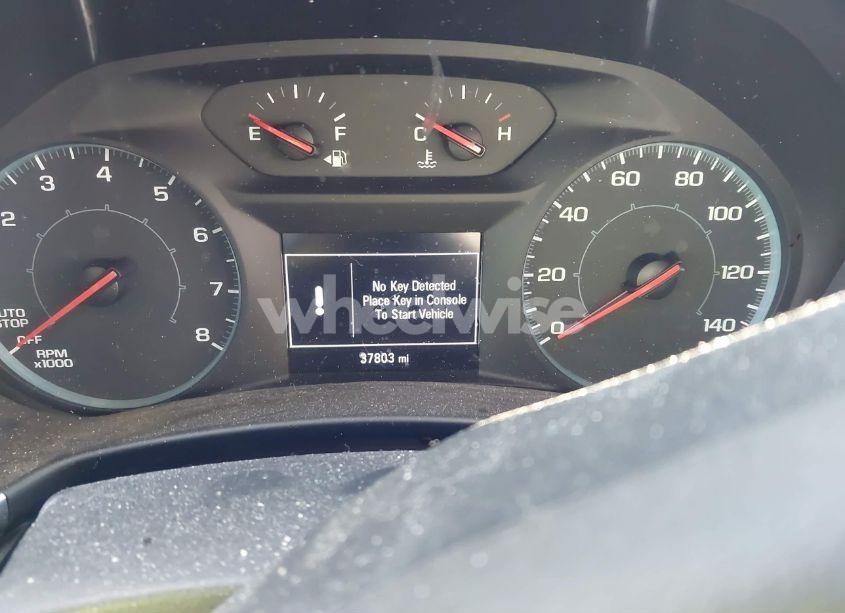 E F
C H
2 3 4 5 6 7 8
AUTO
STOP
OFF
RPM
x1000
0 20 40 60 80 100 120 140
No Key Detected
Place Key in Console
To Start Vehicle
!
37803 mi
wheelwise